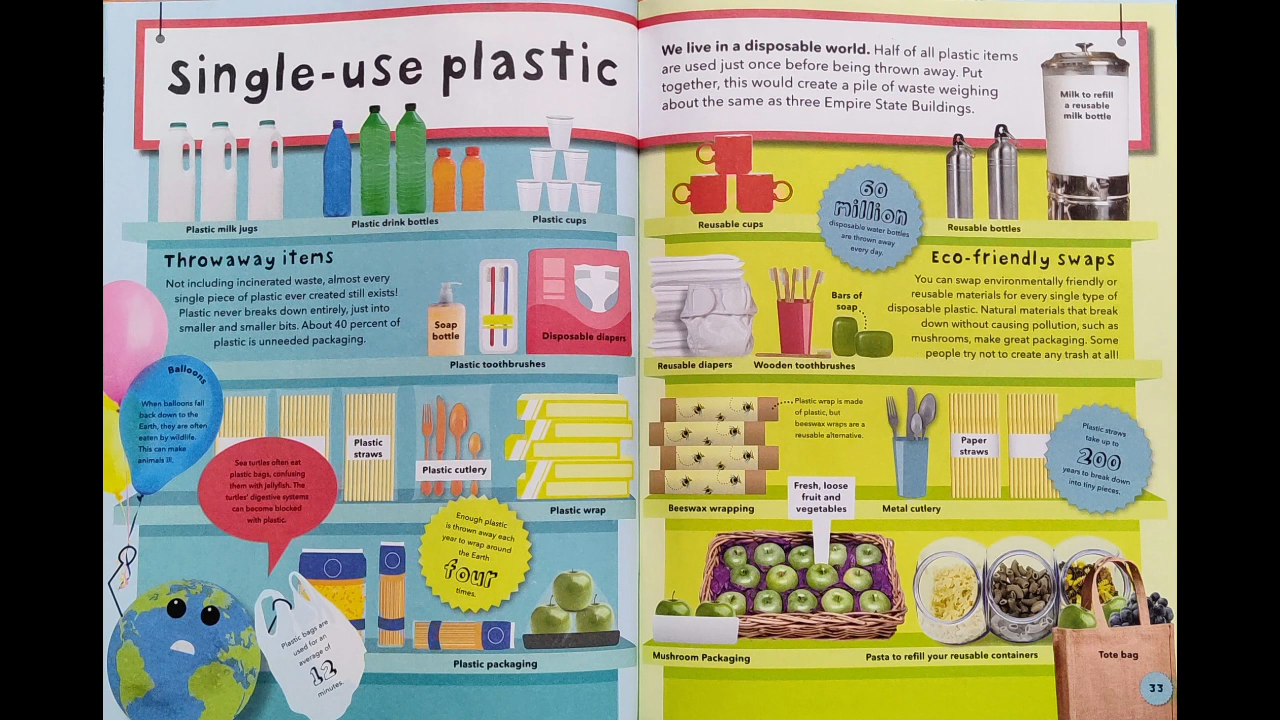 single-use plastic
We live in a disposable world. Half of all plastic items
are used just once before being thrown away. Put
together, this would create a pile of waste weighing
about the same as three Empire State Buildings.
Plastic milk jugs
Plastic drink bottles
Plastic cups
Throwaway items
Not including incinerated waste, almost every
single piece of plastic ever created still exists!
Plastic never breaks down entirely, just into
smaller and smaller bits. About 40 percent of
plastic is unneeded packaging.
Soap
bottle
Plastic toothbrushes
Disposable diapers
Balloons
When balloons fall
back down to the
Earth, they are often
eaten by wildlife.
This can make
animals ill.
Plastic
straws
Plastic cutlery
Plastic wrap
Sea turtles often eat
plastic bags, confusing
them with jellyfish. The
turtles' digestive systems
can become blocked
with plastic.
Enough plastic
is thrown away each
year to wrap around
the Earth
four
times.
Plastic bags are
used for an
average of
12
minutes.
Plastic packaging
Milk to refill
a reusable
milk bottle
Reusable cups
60
million
disposable water bottles
are thrown away
every day.
Reusable bottles
Eco-friendly swaps
You can swap environmentally friendly or
reusable materials for every single type of
disposable plastic. Natural materials that break
down without causing pollution, such as
mushrooms, make great packaging. Some
people try not to create any trash at all!
Bars of
soap
Reusable diapers
Wooden toothbrushes
Plastic wrap is made
of plastic, but
beeswax wraps are a
reusable alternative.
Paper
straws
Plastic straws
take up to
200
years to break down
into tiny pieces.
Beeswax wrapping
Fresh, loose
fruit and
vegetables
Metal cutlery
Mushroom Packaging
Pasta to refill your reusable containers
Tote bag
33